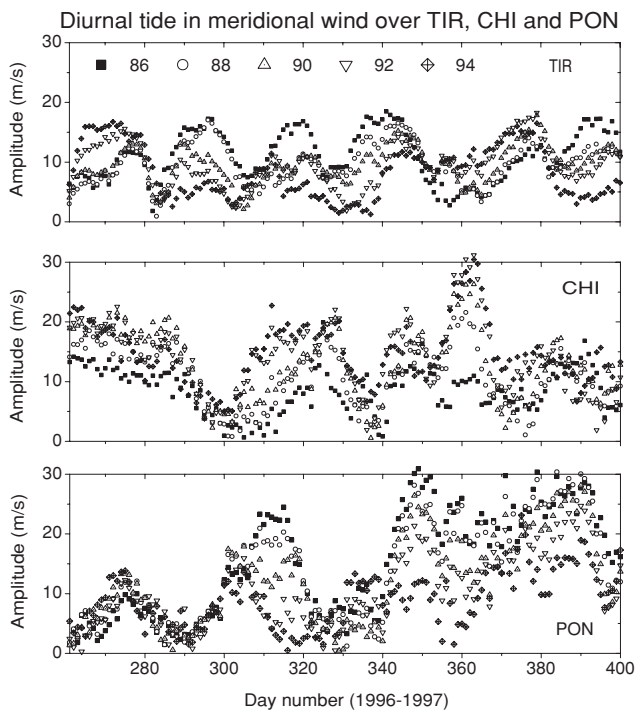 Diurnal tide in meridional wind over TIR, CHI and PON
86 88 90 92 94 TIR
Amplitude (m/s)
30
20
10
0
CHI
Amplitude (m/s)
30
20
10
0
PON
Amplitude (m/s)
30
20
10
0
280 300 320 340 360 380 400
Day number (1996-1997)